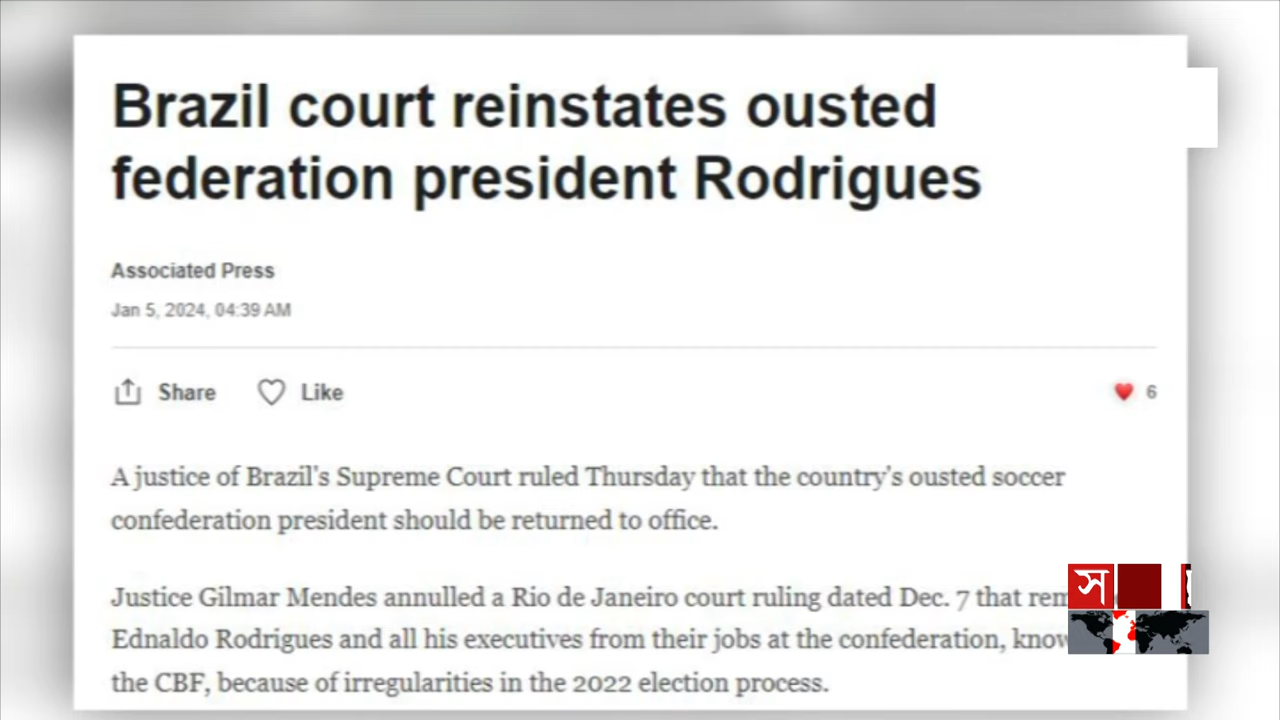 Brazil court reinstates ousted
federation president Rodrigues
Associated Press
Jan 5, 2024, 04:39 AM
Share Like 6
A justice of Brazil's Supreme Court ruled Thursday that the country's ousted soccer
confederation president should be returned to office.
Justice Gilmar Mendes annulled a Rio de Janeiro court ruling dated Dec. 7 that
Ednaldo Rodrigues and all his executives from their jobs at the confederation,
the CBF, because of irregularities in the 2022 election process.
স